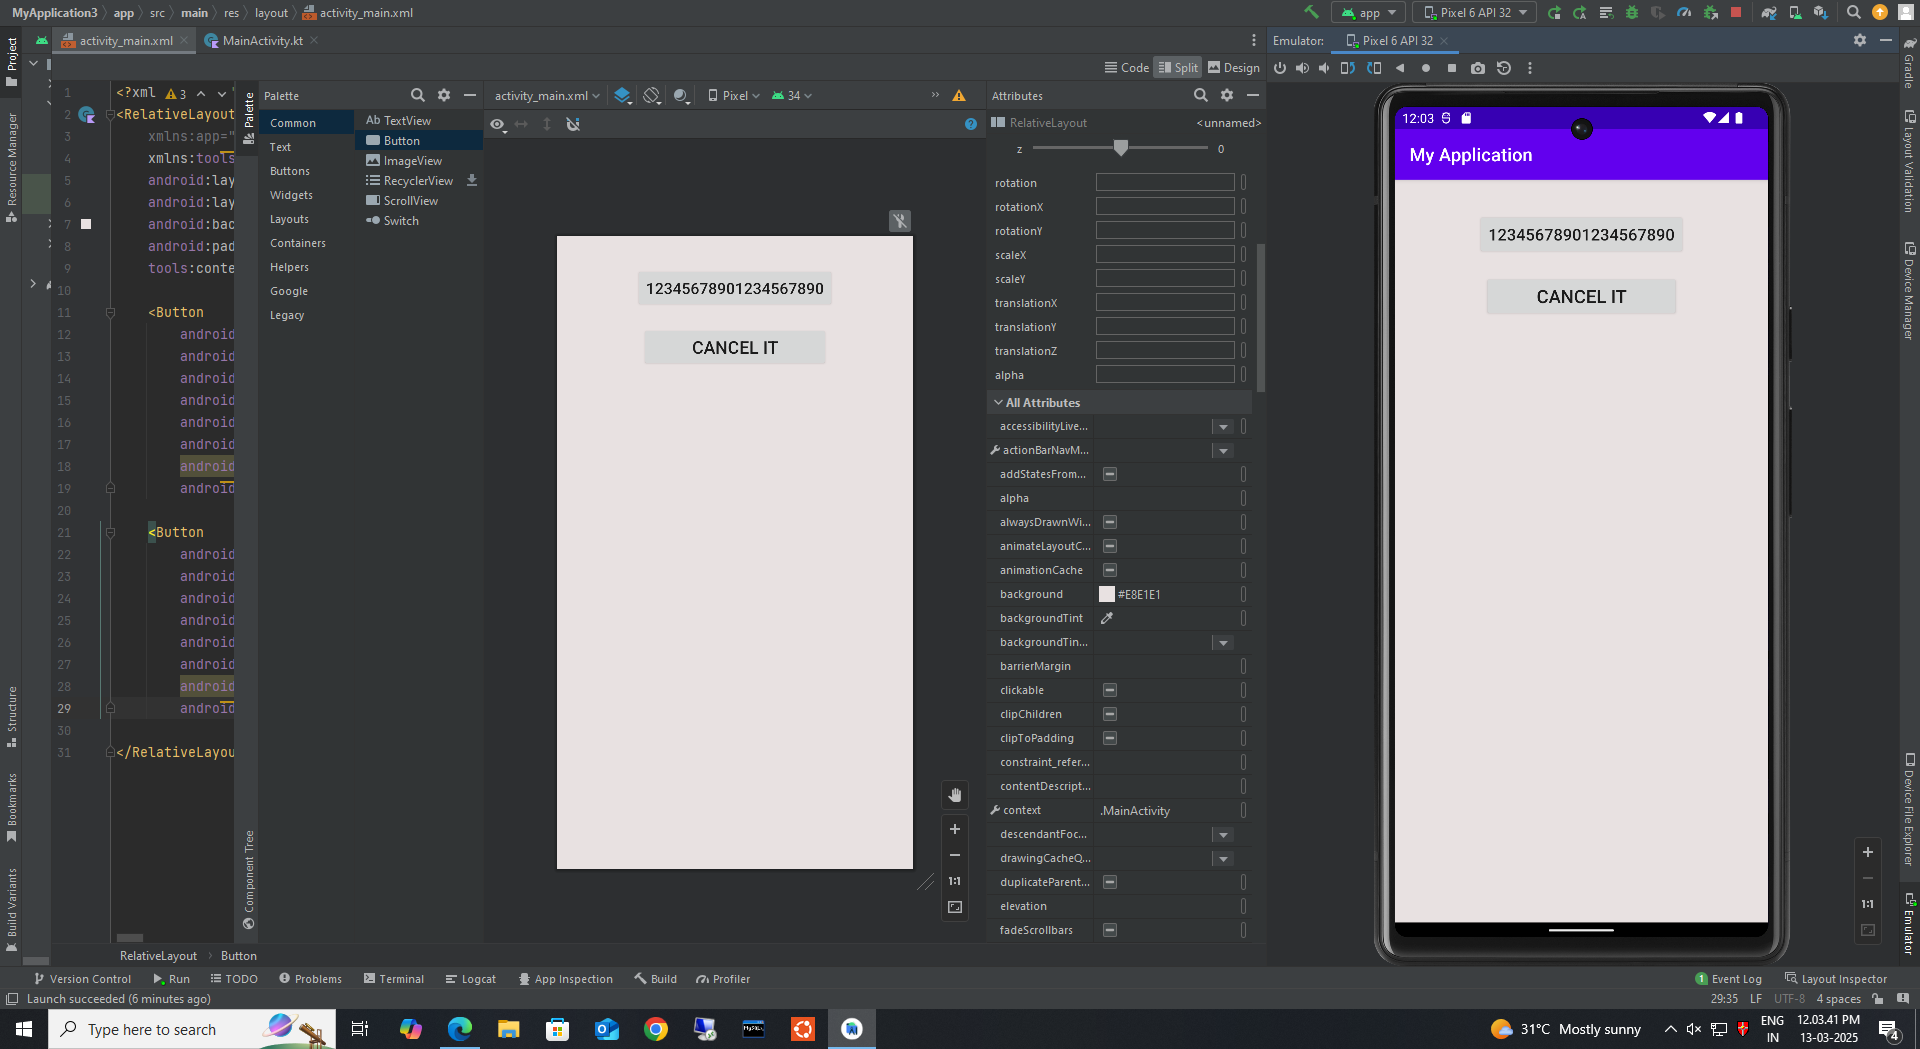 MyApplication3 app src main res layout activity_main.xml
app Pixel 6 API 32
activity_main.xml MainActivity.kt
Emulator: Pixel 6 API 32
Code Split Design
Project
Resource Manager
Structure
Bookmarks
Build Variants
1 <?xml 3
2 <RelativeLayout
3 xmlns:app="
4 xmlns:tools
5 android:lay
6 android:lay
7 android:bac
8 android:pad
9 tools:conte
10
11 <Button
12 android
13 android
14 android
15 android
16 android
17 android
18 android
19 android
20
21 <Button
22 android
23 android
24 android
25 android
26 android
27 android
28 android
29 android
30
31 </RelativeLayou
Palette
Component Tree
Palette
Common
Text
Buttons
Widgets
Layouts
Containers
Helpers
Google
Legacy
Ab TextView
Button
ImageView
RecyclerView
ScrollView
Switch
activity_main.xml Pixel 34
12345678901234567890
CANCEL IT
1:1
Attributes
RelativeLayout <unnamed>
z 0
rotation
rotationX
rotationY
scaleX
scaleY
translationX
translationY
translationZ
alpha
All Attributes
accessibilityLive...
actionBarNavM...
addStatesFrom...
alpha
alwaysDrawnWi...
animateLayoutC...
animationCache
background #E8E1E1
backgroundTint
backgroundTin...
barrierMargin
clickable
clipChildren
clipToPadding
constraint_refer...
contentDescript...
context .MainActivity
descendantFoc...
drawingCacheQ...
duplicateParent...
elevation
fadeScrollbars
12:03
My Application
12345678901234567890
CANCEL IT
1:1
Gradle
Layout Validation
Device Manager
Device File Explorer
Emulator
RelativeLayout Button
Version Control Run TODO Problems Terminal Logcat App Inspection Build Profiler
1 Event Log Layout Inspector
Launch succeeded (6 minutes ago)
29:35 LF UTF-8 4 spaces
Type here to search
MySQL
31°C Mostly sunny
ENG
IN
12.03.41 PM
13-03-2025
4